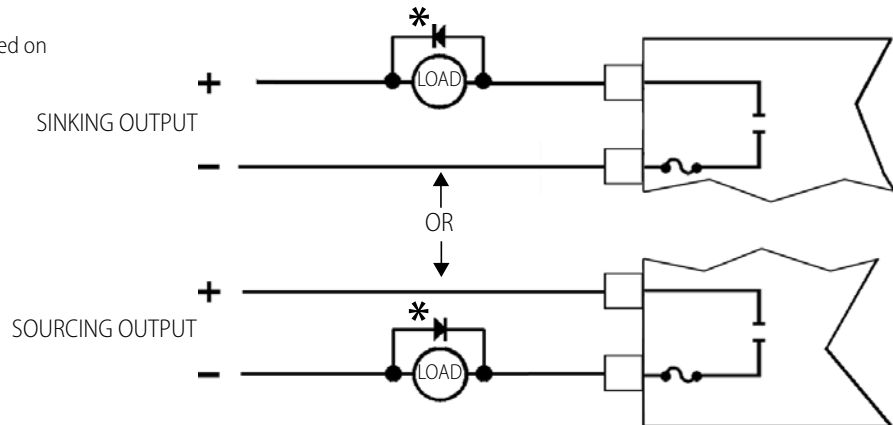 ed on
*
+
LOAD
SINKING OUTPUT
−
OR
+
*
SOURCING OUTPUT
−
LOAD